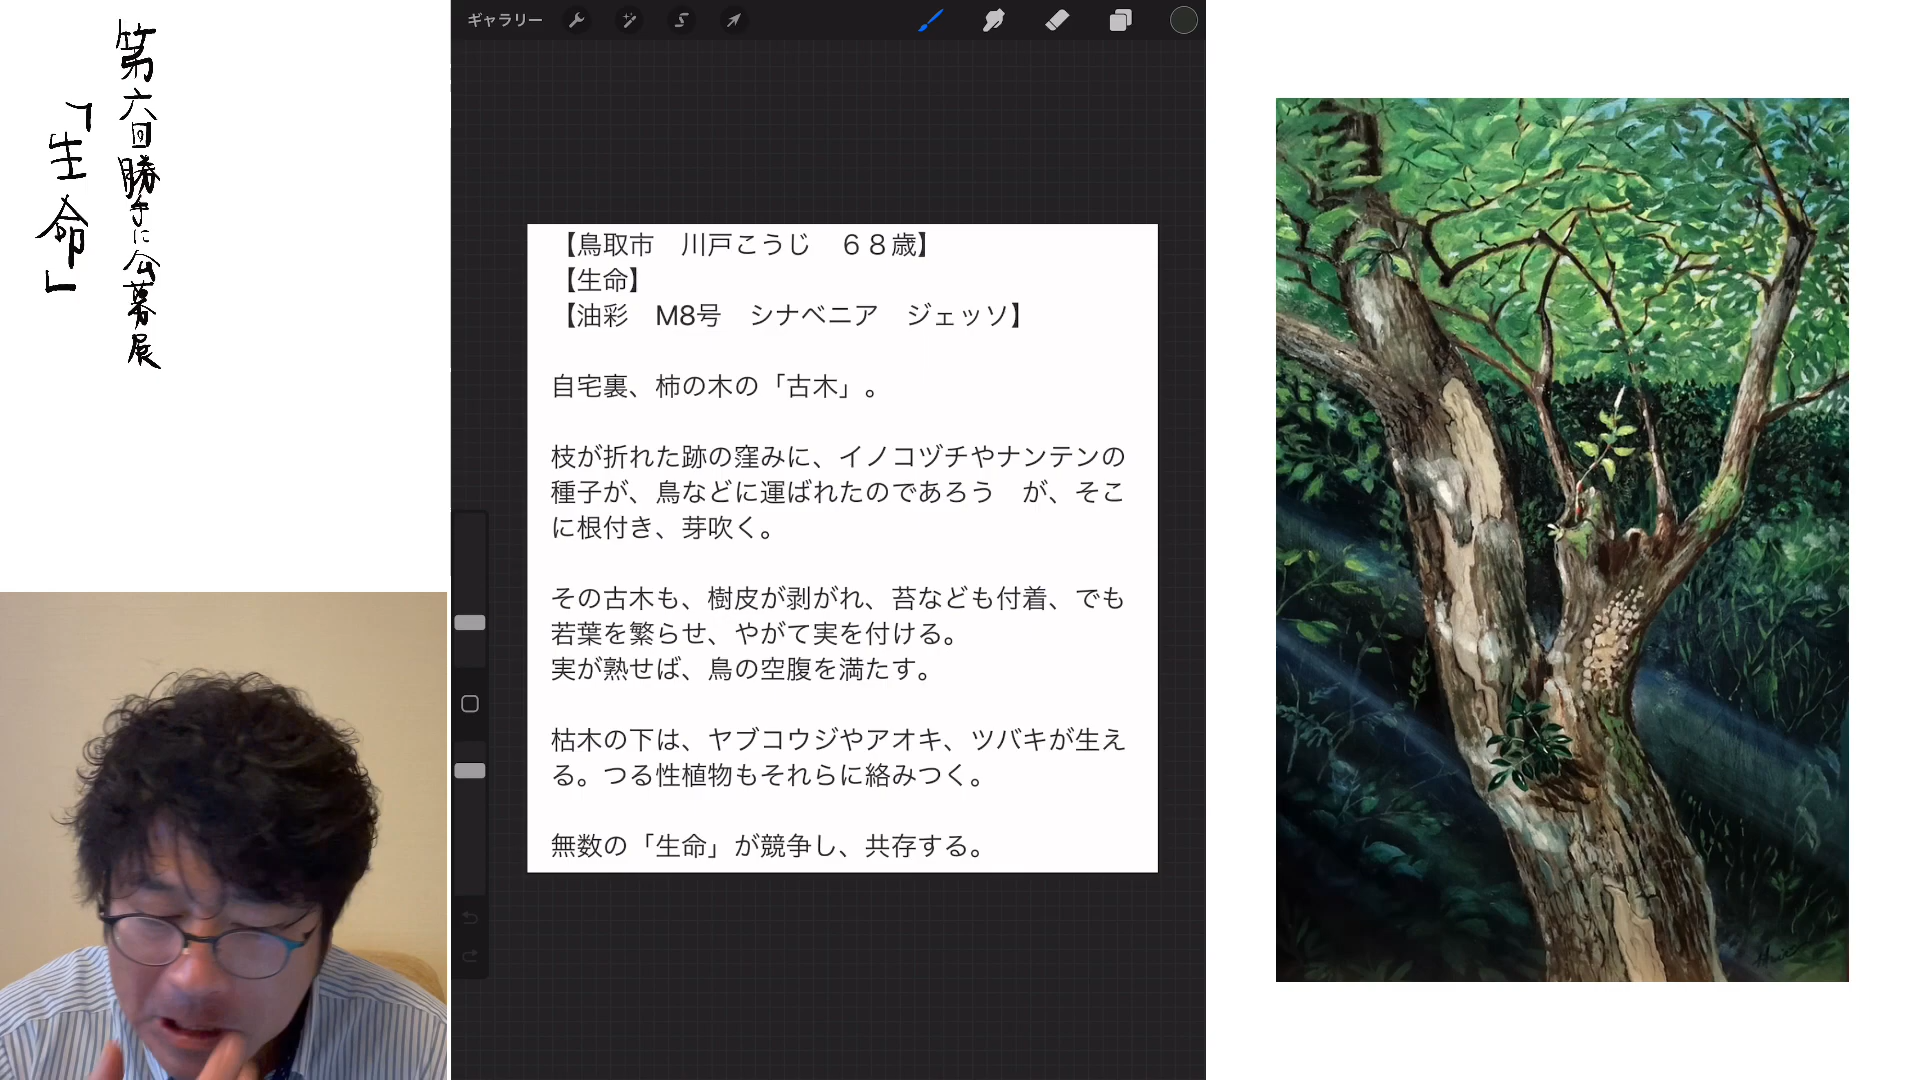 第六回勝手に公募展
「生命」
ギャラリー
【鳥取市　川戸こうじ　６８歳】
【生命】
【油彩　M8号　シナベニア　ジェッソ】
自宅裏、柿の木の「古木」。
枝が折れた跡の窪みに、イノコヅチやナンテンの
種子が、鳥などに運ばれたのであろう　が、そこ
に根付き、芽吹く。
その古木も、樹皮が剥がれ、苔なども付着、でも
若葉を繁らせ、やがて実を付ける。
実が熟せば、鳥の空腹を満たす。
枯木の下は、ヤブコウジやアオキ、ツバキが生え
る。つる性植物もそれらに絡みつく。
無数の「生命」が競争し、共存する。